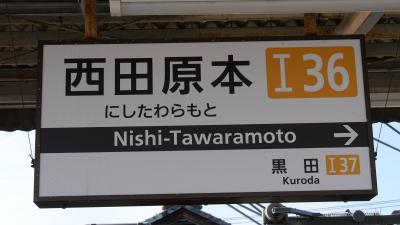 西田原本 I36
にしたわらもと
Nishi-Tawaramoto →
黒田 I37
Kuroda